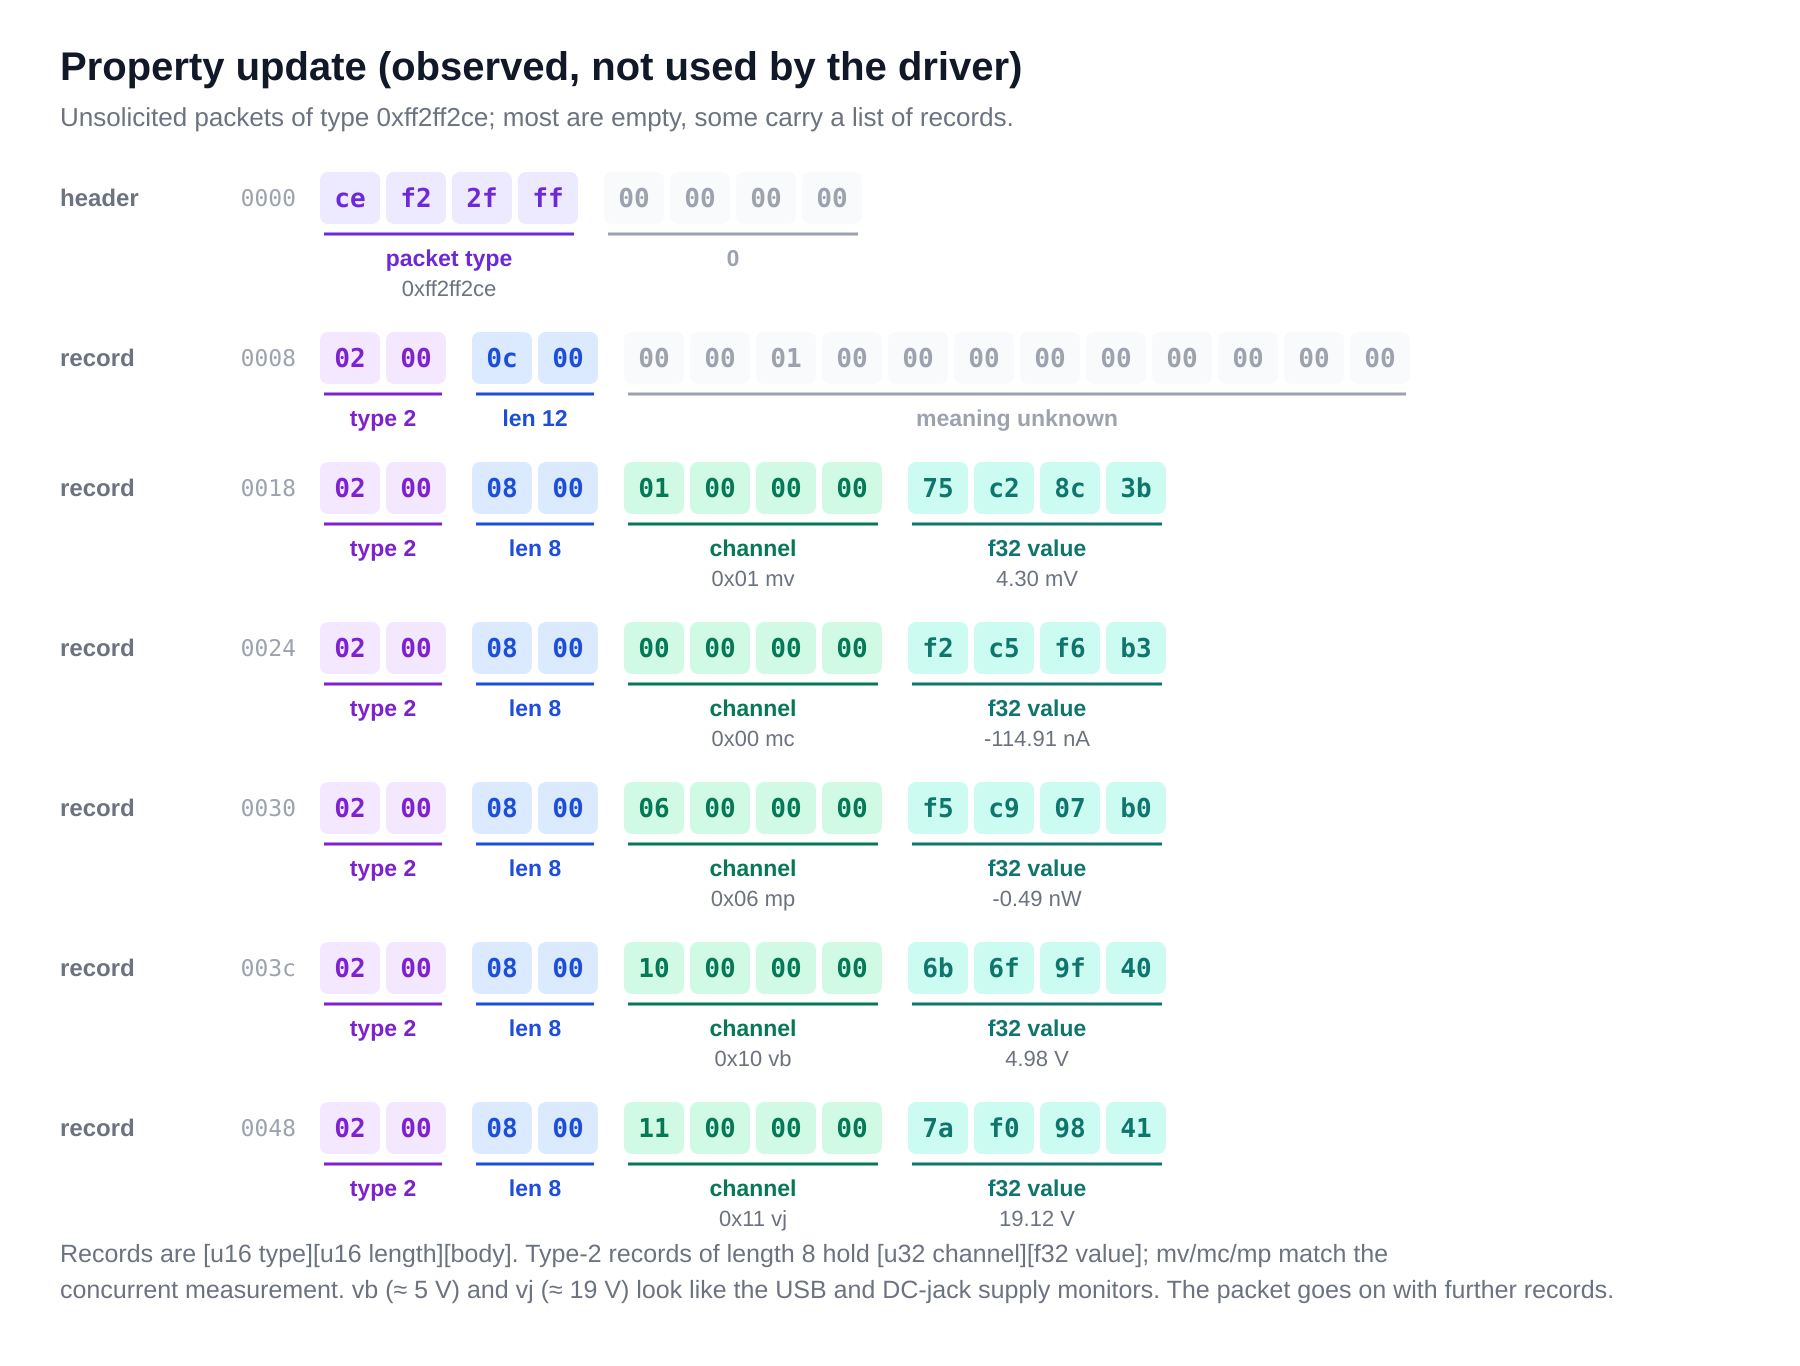 Property update (observed, not used by the driver)
Unsolicited packets of type 0xff2ff2ce; most are empty, some carry a list of records.
header 0000 ce f2 2f ff 00 00 00 00
packet type 0
0xff2ff2ce
record 0008 02 00 0c 00 00 00 01 00 00 00 00 00 00 00 00 00
type 2 len 12 meaning unknown
record 0018 02 00 08 00 01 00 00 00 75 c2 8c 3b
type 2 len 8 channel f32 value
0x01 mv 4.30 mV
record 0024 02 00 08 00 00 00 00 00 f2 c5 f6 b3
type 2 len 8 channel f32 value
0x00 mc -114.91 nA
record 0030 02 00 08 00 06 00 00 00 f5 c9 07 b0
type 2 len 8 channel f32 value
0x06 mp -0.49 nW
record 003c 02 00 08 00 10 00 00 00 6b 6f 9f 40
type 2 len 8 channel f32 value
0x10 vb 4.98 V
record 0048 02 00 08 00 11 00 00 00 7a f0 98 41
type 2 len 8 channel f32 value
0x11 vj 19.12 V
Records are [u16 type][u16 length][body]. Type-2 records of length 8 hold [u32 channel][f32 value]; mv/mc/mp match the
concurrent measurement. vb (≈ 5 V) and vj (≈ 19 V) look like the USB and DC-jack supply monitors. The packet goes on with further records.